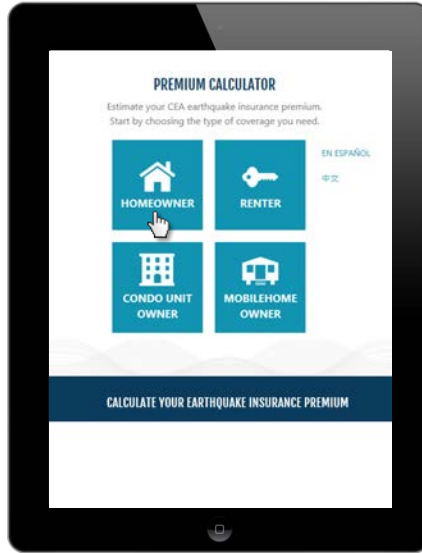 PREMIUM CALCULATOR
Estimate your CEA earthquake insurance premium.
Start by choosing the type of coverage you need.
EN ESPAÑOL
中文
HOMEOWNER
RENTER
CONDO UNIT
OWNER
MOBILEHOME
OWNER
CALCULATE YOUR EARTHQUAKE INSURANCE PREMIUM